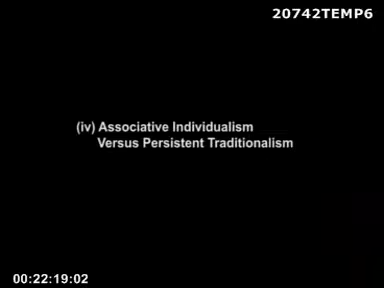 20742TEMP6
(iv) Associative Individualism
Versus Persistent Traditionalism
00:22:19:02